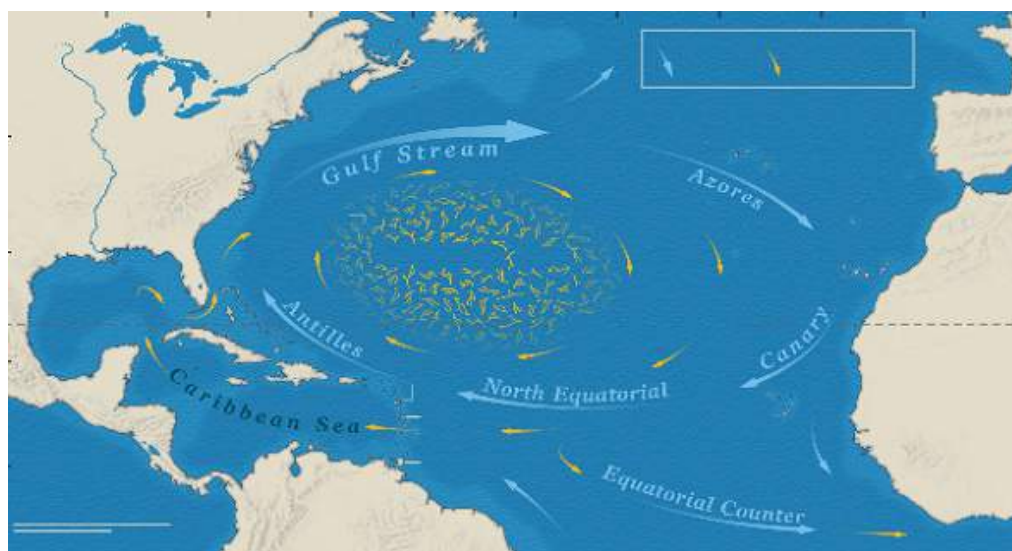 Gulf Stream
Azores
Antilles
Canary
North Equatorial
Caribbean Sea
Equatorial Counter